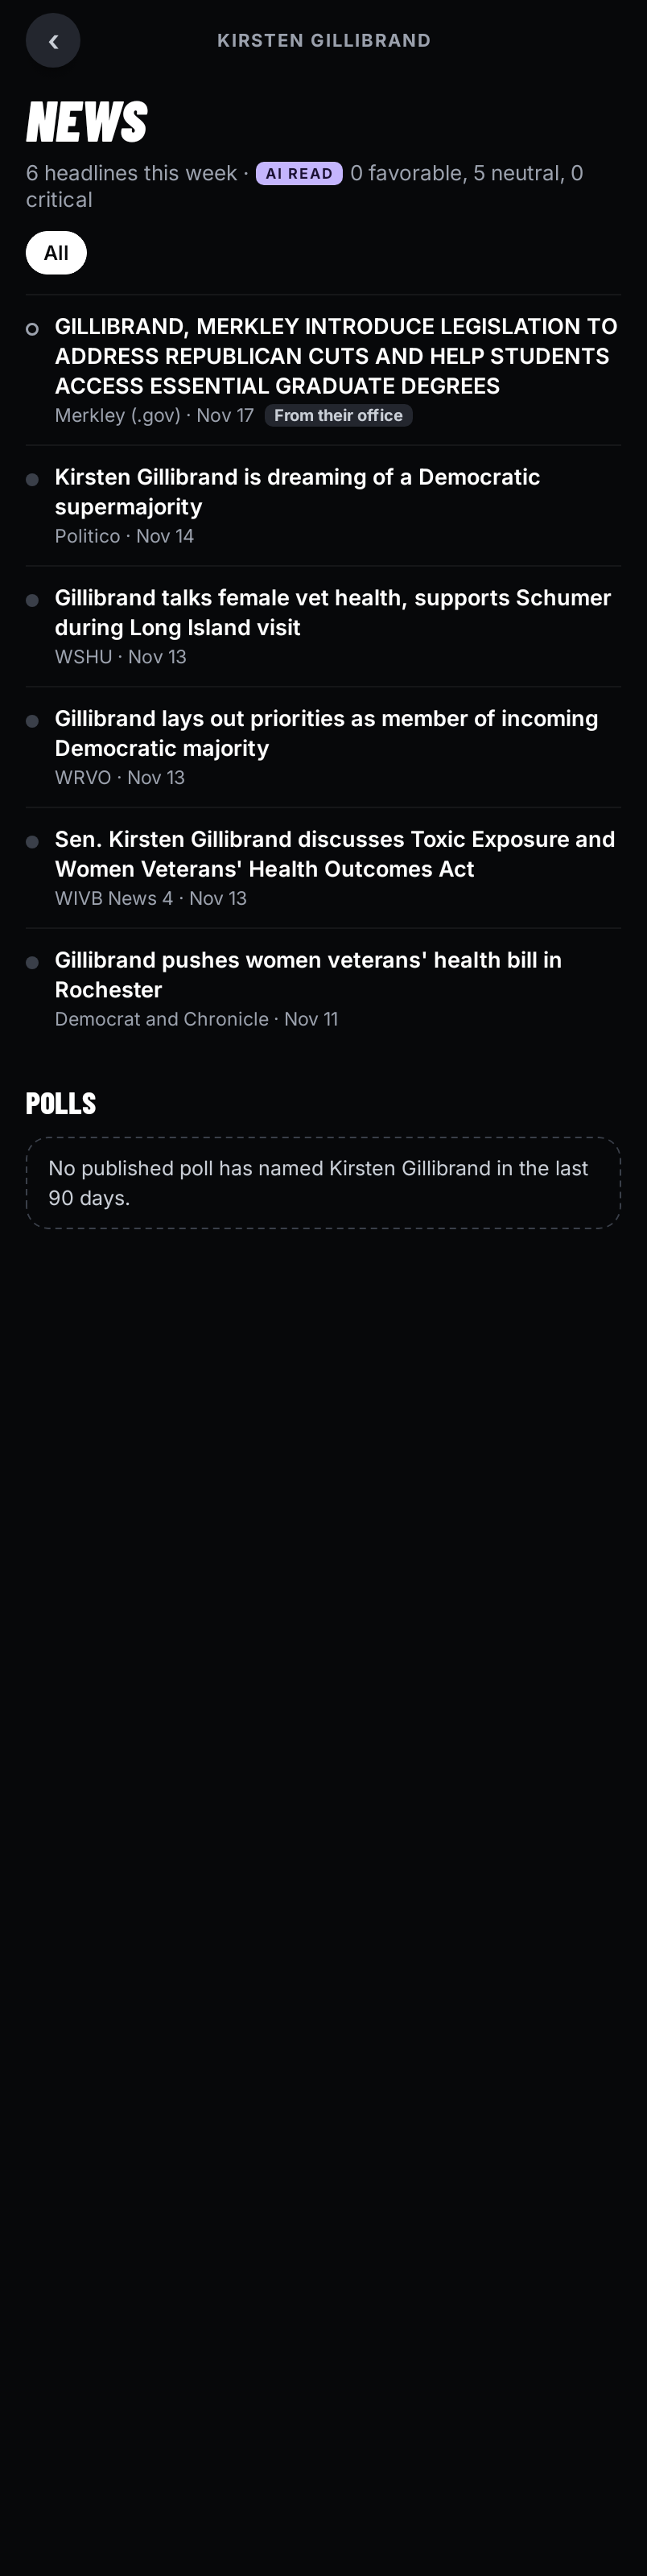 ‹
KIRSTEN GILLIBRAND
NEWS
6 headlines this week · AI READ 0 favorable, 5 neutral, 0
critical
All
GILLIBRAND, MERKLEY INTRODUCE LEGISLATION TO
ADDRESS REPUBLICAN CUTS AND HELP STUDENTS
ACCESS ESSENTIAL GRADUATE DEGREES
Merkley (.gov) · Nov 17 From their office
Kirsten Gillibrand is dreaming of a Democratic
supermajority
Politico · Nov 14
Gillibrand talks female vet health, supports Schumer
during Long Island visit
WSHU · Nov 13
Gillibrand lays out priorities as member of incoming
Democratic majority
WRVO · Nov 13
Sen. Kirsten Gillibrand discusses Toxic Exposure and
Women Veterans' Health Outcomes Act
WIVB News 4 · Nov 13
Gillibrand pushes women veterans' health bill in
Rochester
Democrat and Chronicle · Nov 11
POLLS
No published poll has named Kirsten Gillibrand in the last
90 days.